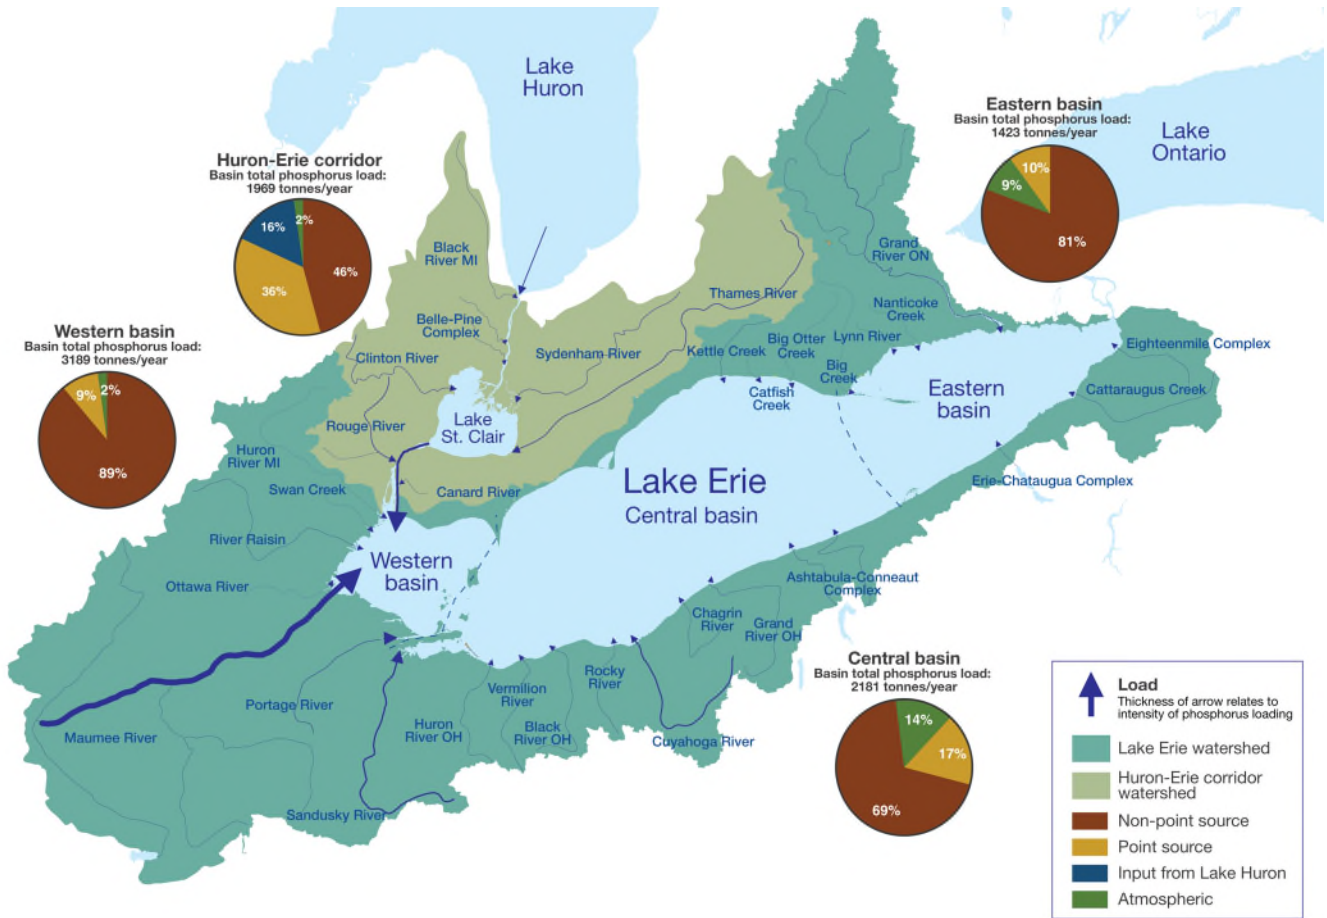 Lake
Huron
Eastern basin
Basin total phosphorus load:
1423 tonnes/year
10%
9%
81%
Lake
Ontario
Huron-Erie corridor
Basin total phosphorus load:
1969 tonnes/year
16%
2%
46%
36%
Western basin
Basin total phosphorus load:
3189 tonnes/year
9%
2%
89%
Black
River MI
Belle-Pine
Complex
Clinton River
Sydenham River
Thames River
Grand
River ON
Nanticoke
Creek
Lynn River
Big Otter
Creek
Kettle Creek
Big
Creek
Catfish
Creek
Eighteenmile Complex
Cattaraugus Creek
Eastern
basin
Erie-Chataugua Complex
Lake
St. Clair
Rouge River
Huron
River MI
Swan Creek
Canard River
River Raisin
Ottawa River
Western
basin
Lake Erie
Central basin
Ashtabula-Conneaut
Complex
Chagrin
River
Grand
River OH
Rocky
River
Vermilion
River
Black
River OH
Huron
River OH
Cuyahoga River
Portage River
Maumee River
Sandusky River
Central basin
Basin total phosphorus load:
2181 tonnes/year
14%
17%
69%
Load
Thickness of arrow relates to
intensity of phosphorus loading
Lake Erie watershed
Huron-Erie corridor
watershed
Non-point source
Point source
Input from Lake Huron
Atmospheric